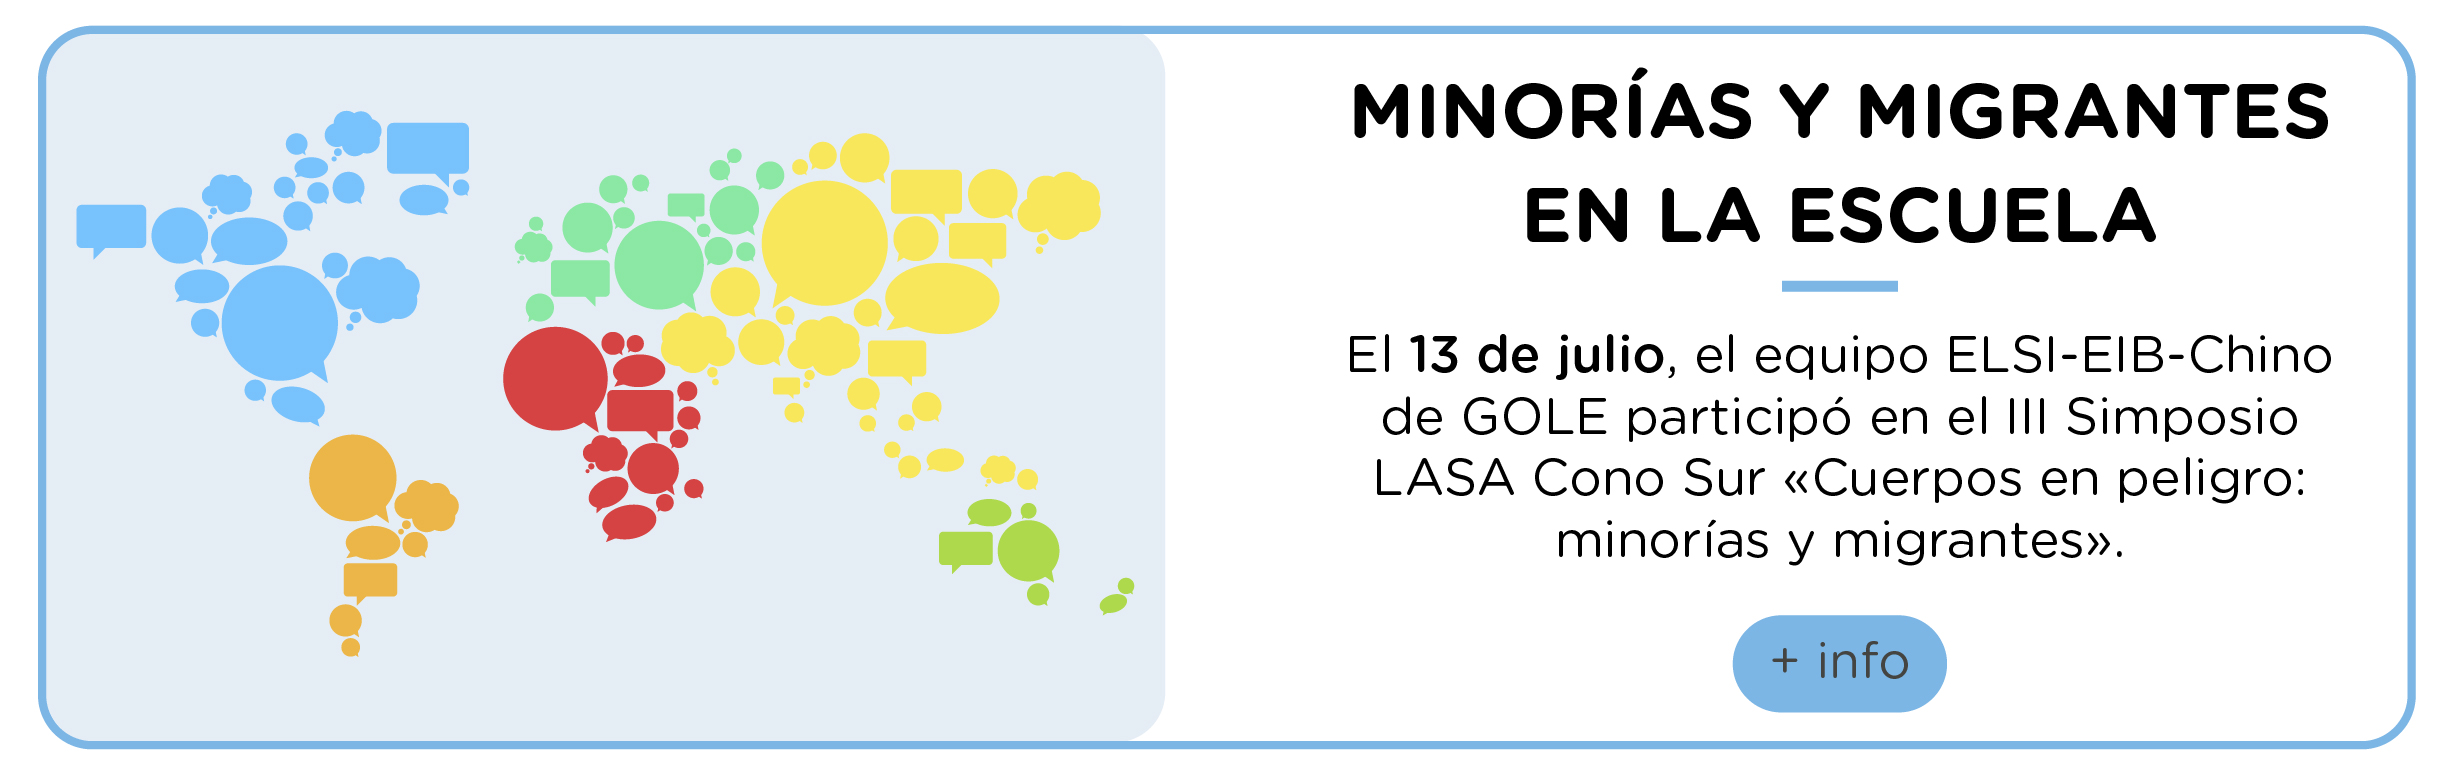 MINORÍAS Y MIGRANTES
EN LA ESCUELA
El 13 de julio, el equipo ELSI-EIB-Chino
de GOLE participó en el III Simposio
LASA Cono Sur «Cuerpos en peligro:
minorías y migrantes».
+ info